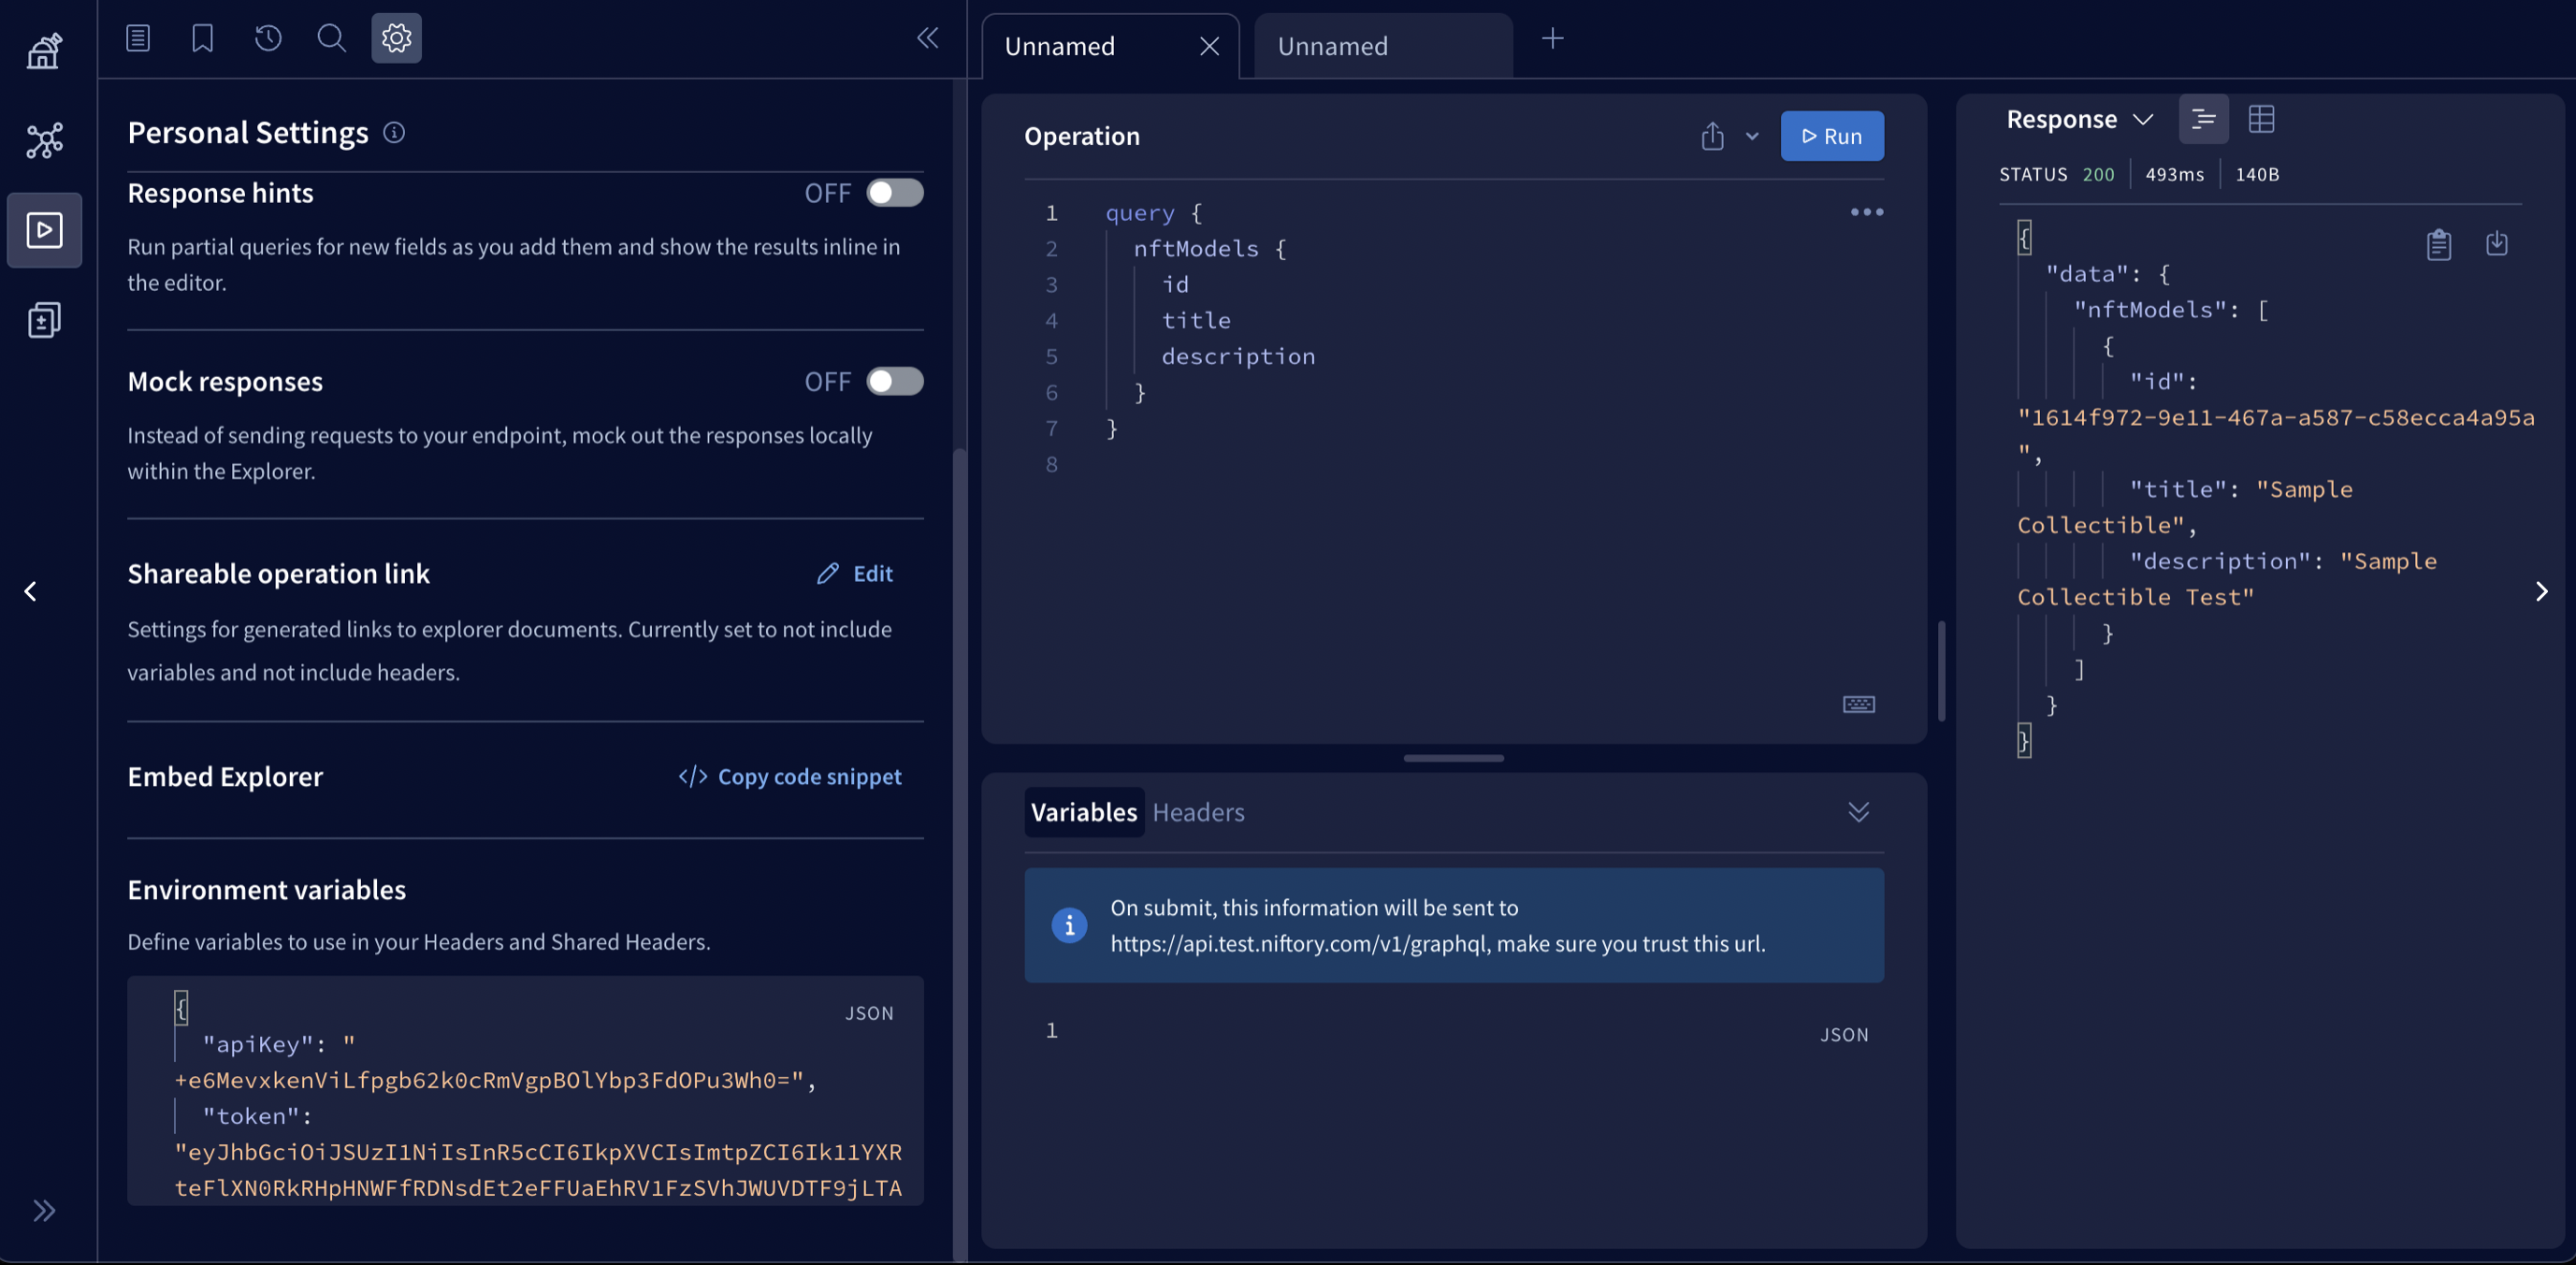 Personal Settings
Response hints
OFF
Run partial queries for new fields as you add them and show the results inline in
the editor.
Mock responses
OFF
Instead of sending requests to your endpoint, mock out the responses locally
within the Explorer.
Shareable operation link
Edit
Settings for generated links to explorer documents. Currently set to not include
variables and not include headers.
Embed Explorer
</> Copy code snippet
Environment variables
Define variables to use in your Headers and Shared Headers.
JSON
{
"apiKey": "
+e6MevxkenViLfpgb62k0cRmVgpBOlYbp3FdOPu3Wh0=",
"token":
"eyJhbGciOiJSUzI1NiIsInR5cCI6IkpXVCIsImtpZCI6Ik11YXR
teFlXN0RkRHpHNWFfRDNsdEt2eFFUaEhRV1FzSVhJWUVDTF9jLTA
Unnamed
Unnamed
Operation
Run
1 query {
2 nftModels {
3 id
4 title
5 description
6 }
7 }
8
Variables Headers
On submit, this information will be sent to
https://api.test.niftory.com/v1/graphql, make sure you trust this url.
1
JSON
Response
STATUS 200 493ms 140B
{
"data": {
"nftModels": [
{
"id":
"1614f972-9e11-467a-a587-c58ecca4a95a
",
"title": "Sample
Collectible",
"description": "Sample
Collectible Test"
}
]
}
}